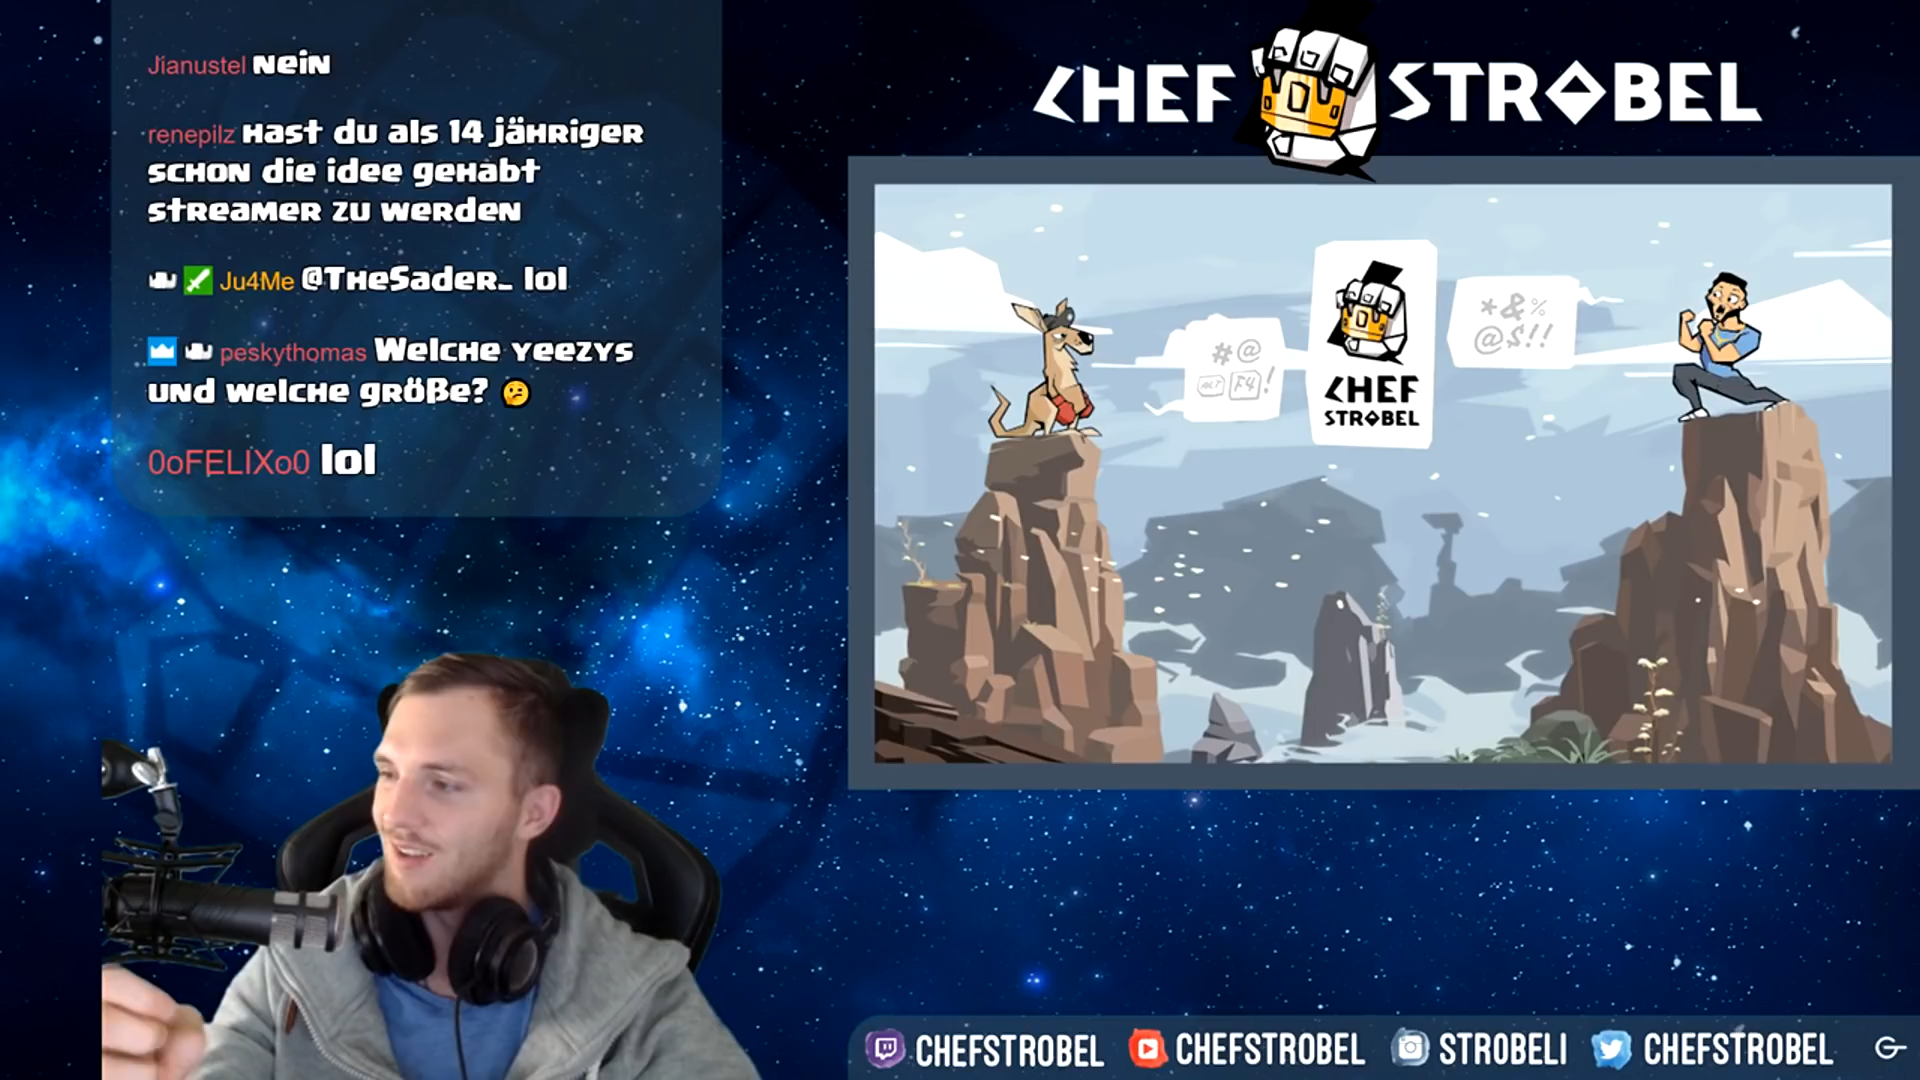 Jianustel Nein
renepilz Hast du als 14 jähriger
schon die idee gehabt
streamer zu werden
Ju4Me @TheSader_ lol
peskythomas Welche yeezys
und welche größe?
0oFELIXo0 lol
CHEF STROBEL
#@
ALT F4!
CHEF
STROBEL
*&%
@$!!
CHEFSTROBEL CHEFSTROBEL STROBELI CHEFSTROBEL